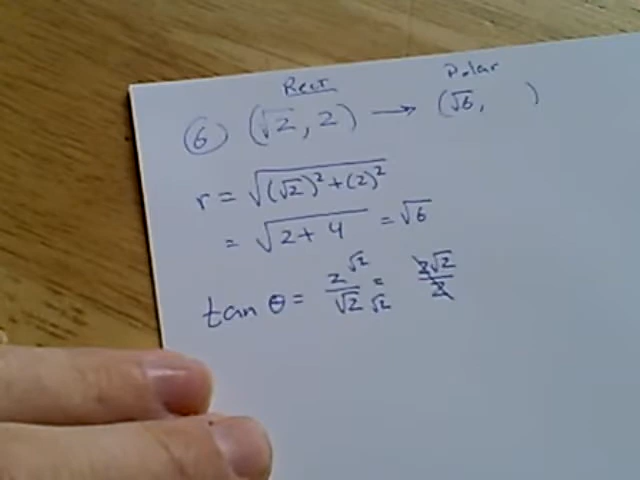 Rect Polar
⑥ (√2, 2) → (√6, )
r = √((√2)² + (2)²)
= √(2 + 4) = √6
tan θ = 2/√2 √2/√2 = 2√2/2